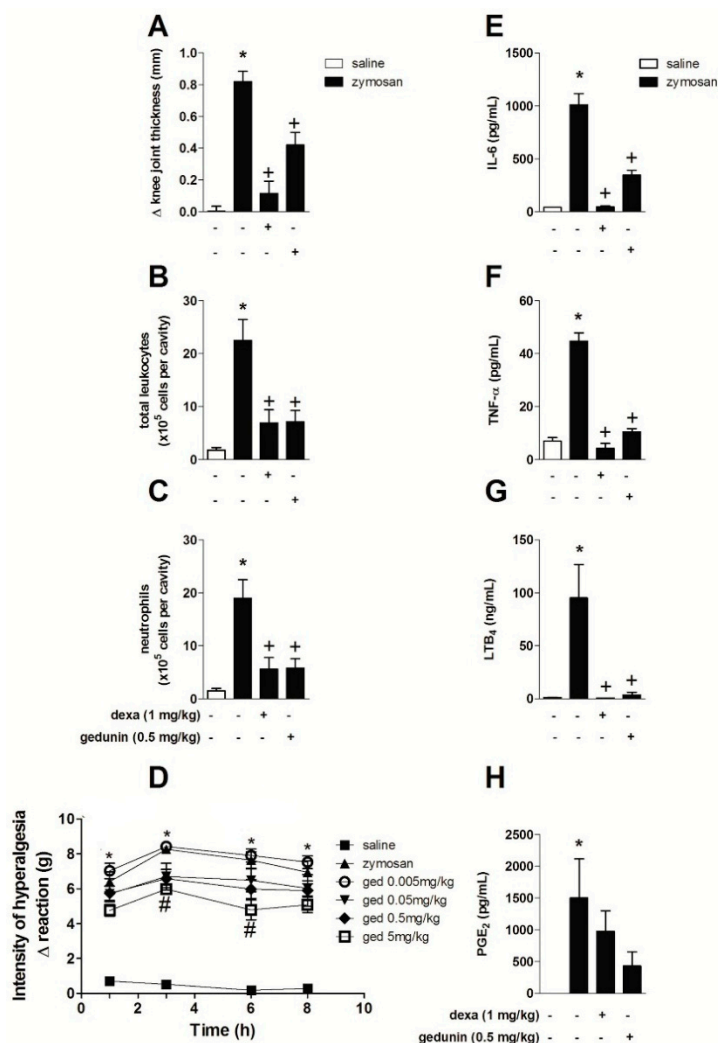 A
Δ knee joint thickness (mm)
1.0
0.8
0.6
0.4
0.2
0.0
*
+
+
saline
zymosan
- - + -
- - - +
B
total leukocytes
(x10⁵ cells per cavity)
30
20
10
0
*
+ +
- - + -
- - - +
C
neutrophils
(x10⁵ cells per cavity)
30
20
10
0
*
+ +
dexa (1 mg/kg) - - + -
gedunin (0.5 mg/kg) - - - +
D
Intensity of hyperalgesia
Δ reaction (g)
10
8
6
4
2
0
* * * *
# #
0 2 4 6 8 10
Time (h)
saline
zymosan
ged 0.005mg/kg
ged 0.05mg/kg
ged 0.5mg/kg
ged 5mg/kg
E
IL-6
(pg/mL)
1500
1000
500
0
*
+
+
saline
zymosan
- - + -
- - - +
F
TNF-α
(pg/mL)
60
40
20
0
*
+
+
- - + -
- - - +
G
LTB₄
(ng/mL)
150
100
50
0
*
+ +
- - + -
- - - +
H
PGE₂
(pg/mL)
2500
2000
1500
1000
500
0
*
dexa (1 mg/kg) - - + -
gedunin (0.5 mg/kg) - - - +